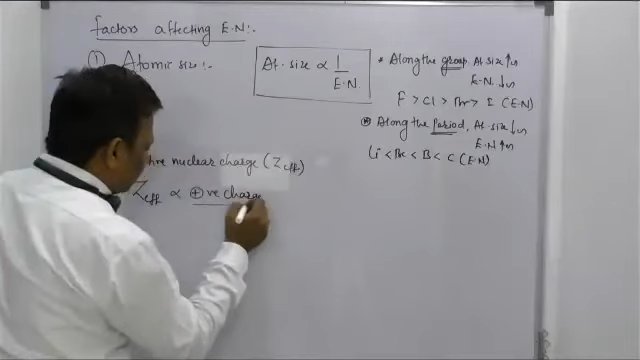 factors affecting E.N:-
① Atomic size:-
At. size ∝ 1/E.N.
* Along the group, At size ↑es
E.N. ↓es
F > Cl > Br > I (E.N)
* Along the Period, At size ↓es
E.N ↑es
Li < Be < B < C (E.N)
tive nuclear charge (Zeff)
Zeff ∝ ⊕ve charge